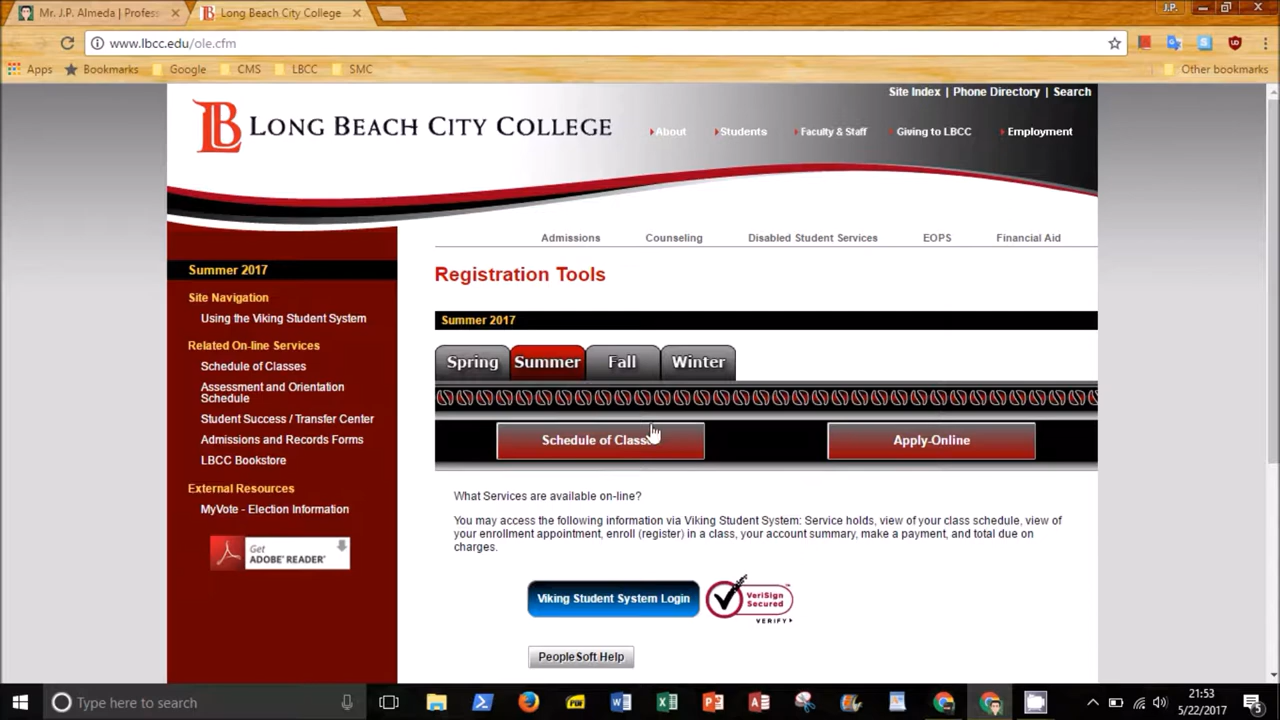 Mr. J.P. Almeda | Profess
Long Beach City College
J.P.
www.lbcc.edu/ole.cfm
Apps
Bookmarks
Google
CMS
LBCC
SMC
Other bookmarks
Site Index | Phone Directory | Search
LB LONG BEACH CITY COLLEGE
About
Students
Faculty & Staff
Giving to LBCC
Employment
Admissions
Counseling
Disabled Student Services
EOPS
Financial Aid
Summer 2017
Site Navigation
Using the Viking Student System
Related On-line Services
Schedule of Classes
Assessment and Orientation
Schedule
Student Success / Transfer Center
Admissions and Records Forms
LBCC Bookstore
External Resources
MyVote - Election Information
Get
ADOBE® READER®
Registration Tools
Summer 2017
Spring
Summer
Fall
Winter
Schedule of Classes
Apply-Online
What Services are available on-line?
You may access the following information via Viking Student System: Service holds, view of your class schedule, view of
your enrollment appointment, enroll (register) in a class, your account summary, make a payment, and total due on
charges.
Viking Student System Login
VeriSign
Secured
VERIFY
PeopleSoft Help
Type here to search
21:53
5/22/2017
5